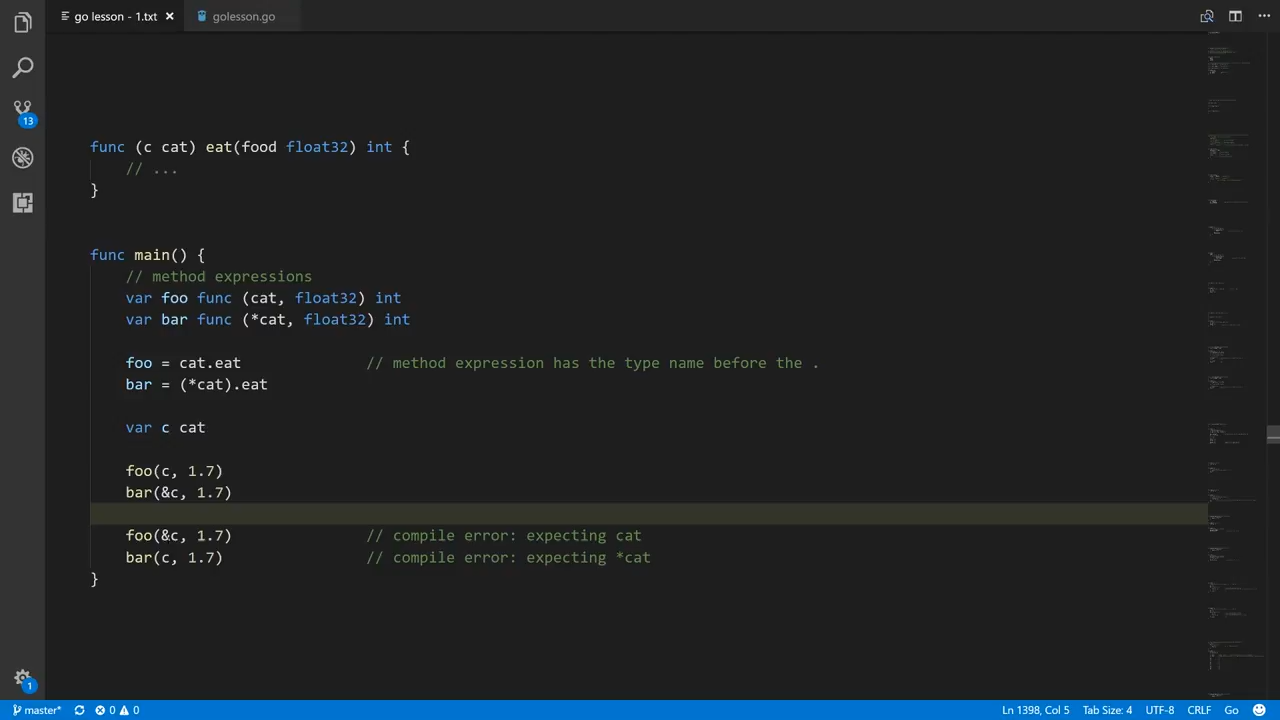 go lesson - 1.txt
golesson.go
13
func (c cat) eat(food float32) int {
// ...
}
func main() {
// method expressions
var foo func (cat, float32) int
var bar func (*cat, float32) int
foo = cat.eat // method expression has the type name before the .
bar = (*cat).eat
var c cat
foo(c, 1.7)
bar(&c, 1.7)
foo(&c, 1.7) // compile error: expecting cat
bar(c, 1.7) // compile error: expecting *cat
}
1
master* 0 0 Ln 1398, Col 5 Tab Size: 4 UTF-8 CRLF Go